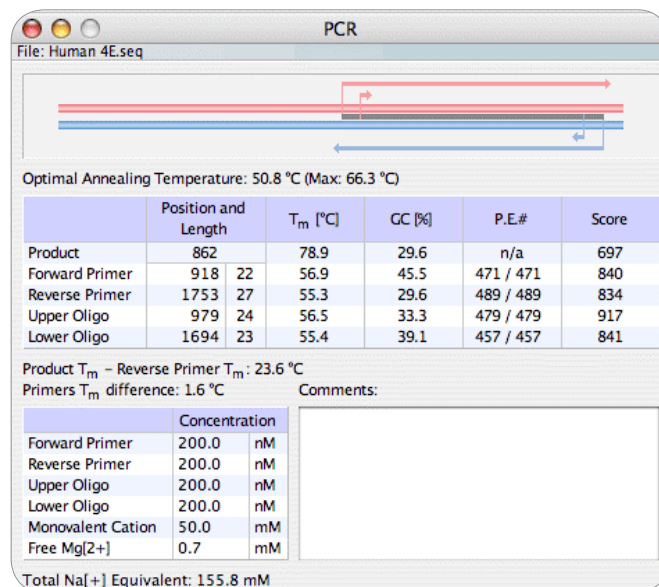 PCR
File: Human 4E.seq
Optimal Annealing Temperature: 50.8 °C (Max: 66.3 °C)
Position and Length Tm [°C] GC [%] P.E.# Score
Product 862 78.9 29.6 n/a 697
Forward Primer 918 22 56.9 45.5 471 / 471 840
Reverse Primer 1753 27 55.3 29.6 489 / 489 834
Upper Oligo 979 24 56.5 33.3 479 / 479 917
Lower Oligo 1694 23 55.4 39.1 457 / 457 841
Product Tm – Reverse Primer Tm: 23.6 °C
Primers Tm difference: 1.6 °C Comments:
Concentration
Forward Primer 200.0 nM
Reverse Primer 200.0 nM
Upper Oligo 200.0 nM
Lower Oligo 200.0 nM
Monovalent Cation 50.0 mM
Free Mg[2+] 0.7 mM
Total Na[+] Equivalent: 155.8 mM